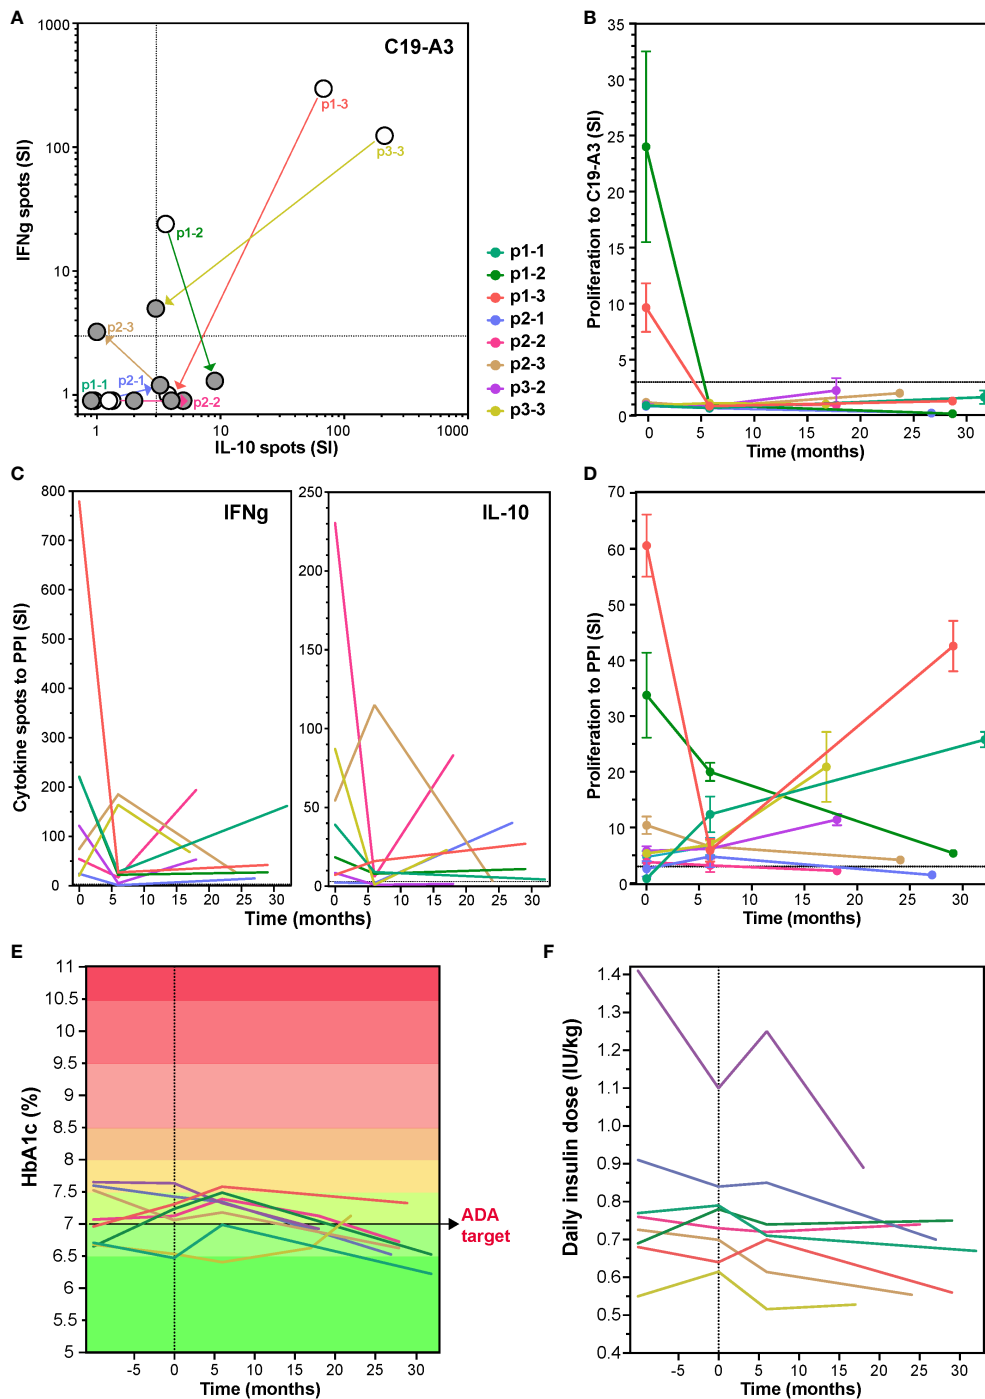 A
C19-A3
1000
100
10
1
IFNg spots (SI)
p1-3
p3-3
p1-2
p2-3
p1-1
p2-1
p2-2
1
10
100
1000
IL-10 spots (SI)
p1-1
p1-2
p1-3
p2-1
p2-2
p2-3
p3-2
p3-3
B
35
30
25
20
15
10
5
3
0
Proliferation to C19-A3 (SI)
0
5
10
15
20
25
30
Time (months)
C
IFNg
800
700
600
500
400
300
200
100
0
Cytokine spots to PPI (SI)
0
5
10
15
20
25
30
IL-10
250
200
150
100
50
0
0
5
10
15
20
25
30
Time (months)
D
70
60
50
40
30
20
10
3
0
Proliferation to PPI (SI)
0
5
10
15
20
25
30
Time (months)
E
11
10.5
10
9.5
9
8.5
8
7.5
7
6.5
6
5.5
5
HbA1c (%)
ADA
target
-5
0
5
10
15
20
25
30
Time (months)
F
1.4
1.3
1.2
1.1
1.0
0.9
0.8
0.7
0.6
0.5
0.4
Daily insulin dose (IU/kg)
-5
0
5
10
15
20
25
30
Time (months)